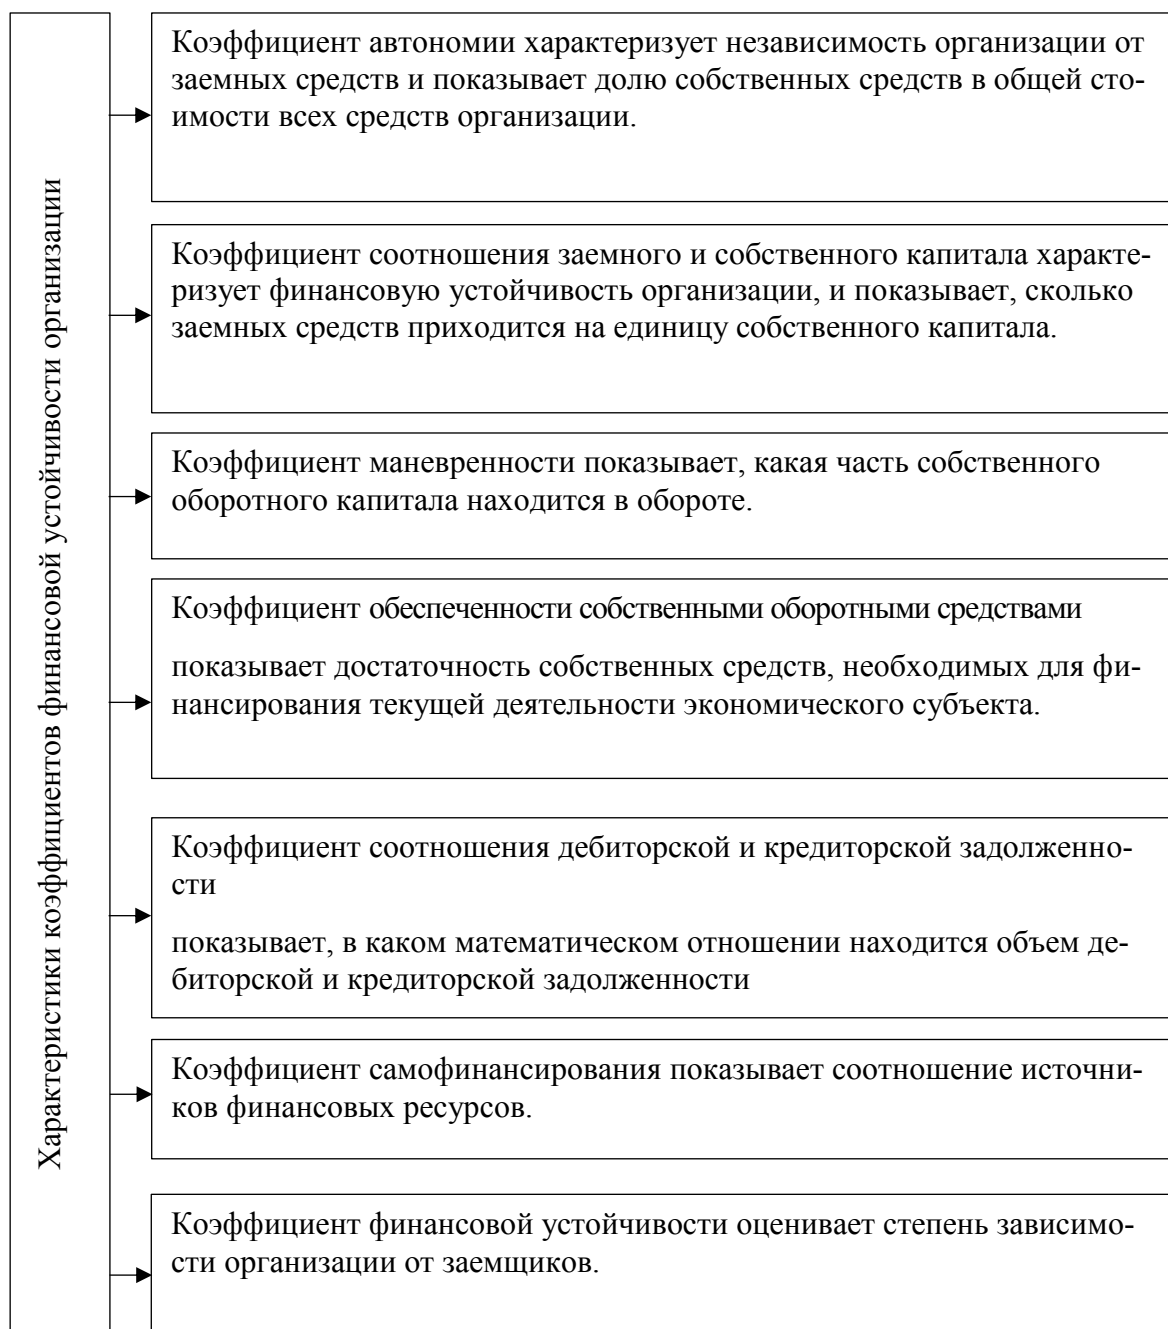 Характеристики коэффициентов финансовой устойчивости организации
Коэффициент автономии характеризует независимость организации от
заемных средств и показывает долю собственных средств в общей сто-
имости всех средств организации.
Коэффициент соотношения заемного и собственного капитала характе-
ризует финансовую устойчивость организации, и показывает, сколько
заемных средств приходится на единицу собственного капитала.
Коэффициент маневренности показывает, какая часть собственного
оборотного капитала находится в обороте.
Коэффициент обеспеченности собственными оборотными средствами
показывает достаточность собственных средств, необходимых для фи-
нансирования текущей деятельности экономического субъекта.
Коэффициент соотношения дебиторской и кредиторской задолженно-
сти
показывает, в каком математическом отношении находится объем де-
биторской и кредиторской задолженности
Коэффициент самофинансирования показывает соотношение источни-
ков финансовых ресурсов.
Коэффициент финансовой устойчивости оценивает степень зависимо-
сти организации от заемщиков.